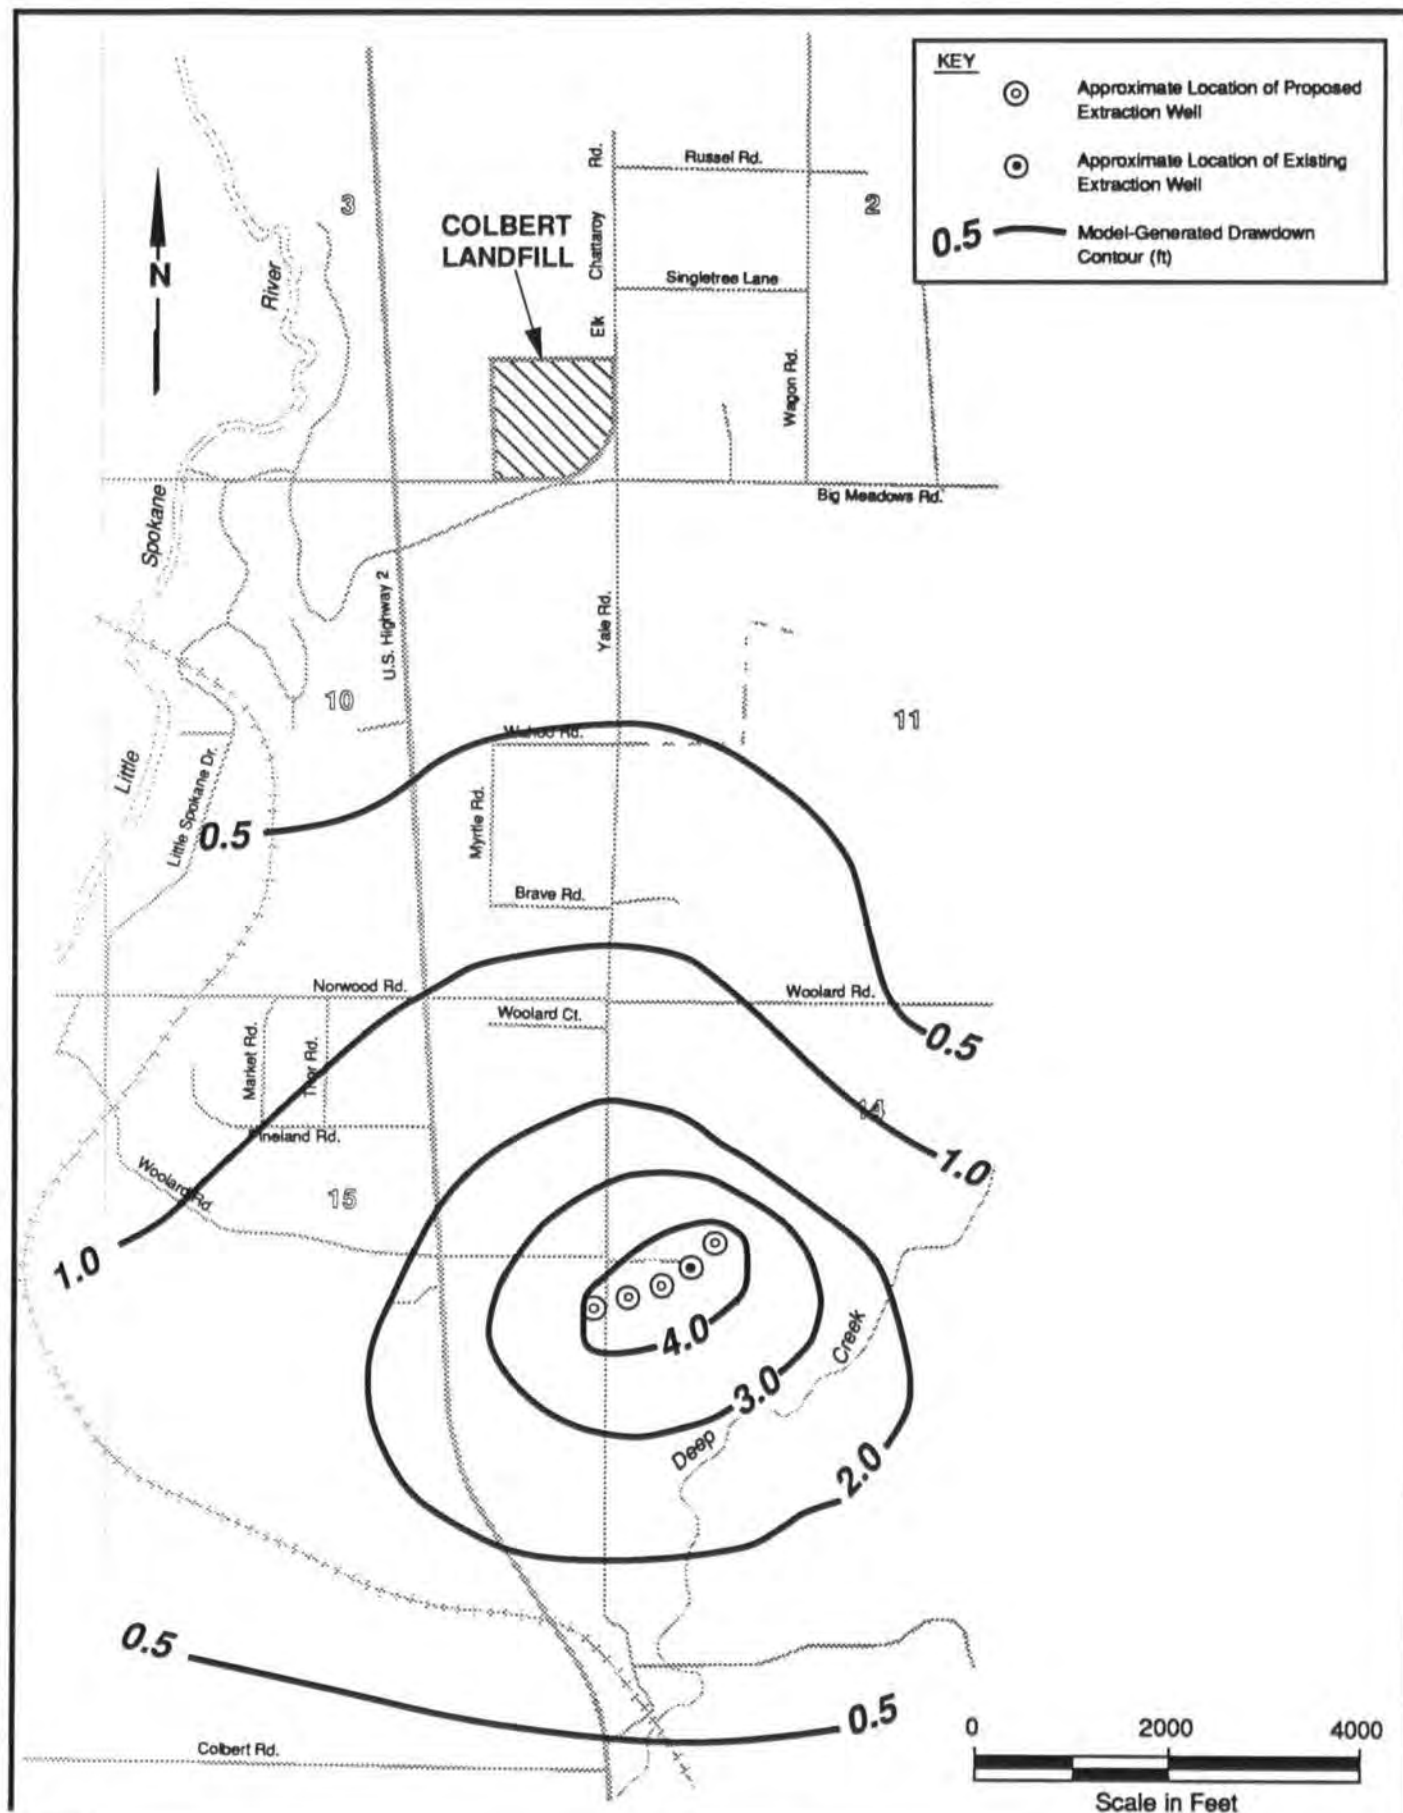 KEY
Approximate Location of Proposed
Extraction Well
Approximate Location of Existing
Extraction Well
0.5
Model-Generated Drawdown
Contour (ft)
N
3
2
COLBERT
LANDFILL
Elk Chattaroy Rd.
Russel Rd.
Singletree Lane
Wagon Rd.
Big Meadows Rd.
Little Spokane River
U.S. Highway 2
Yale Rd.
10
11
Little Spokane Dr.
0.5
Myrtle Rd.
Brave Rd.
Norwood Rd.
Woolard Rd.
Woolard Ct.
0.5
Market Rd.
Thor Rd.
Pineland Rd.
14
1.0
Woolard Rd.
15
1.0
4.0
3.0
Deep Creek
2.0
0.5
0.5
Colbert Rd.
0 2000 4000
Scale in Feet